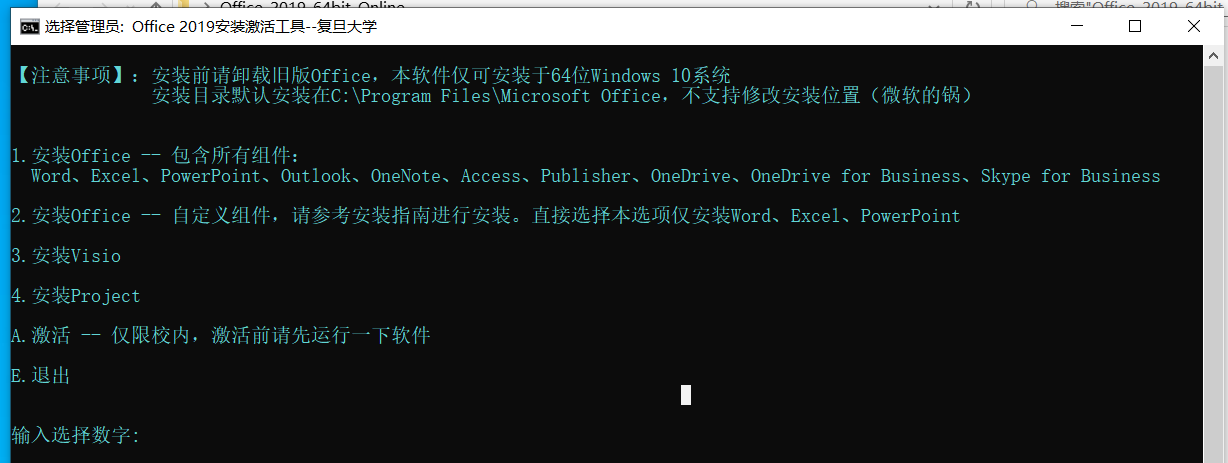 Office_2019_64bit_Online
搜索"Office_2019_64bit
选择管理员: Office 2019安装激活工具--复旦大学
【注意事项】：安装前请卸载旧版Office，本软件仅可安装于64位Windows 10系统
安装目录默认安装在C:\Program Files\Microsoft Office，不支持修改安装位置（微软的锅）
1.安装Office -- 包含所有组件：
Word、Excel、PowerPoint、Outlook、OneNote、Access、Publisher、OneDrive、OneDrive for Business、Skype for Business
2.安装Office -- 自定义组件，请参考安装指南进行安装。直接选择本选项仅安装Word、Excel、PowerPoint
3.安装Visio
4.安装Project
A.激活 -- 仅限校内，激活前请先运行一下软件
E.退出
输入选择数字: